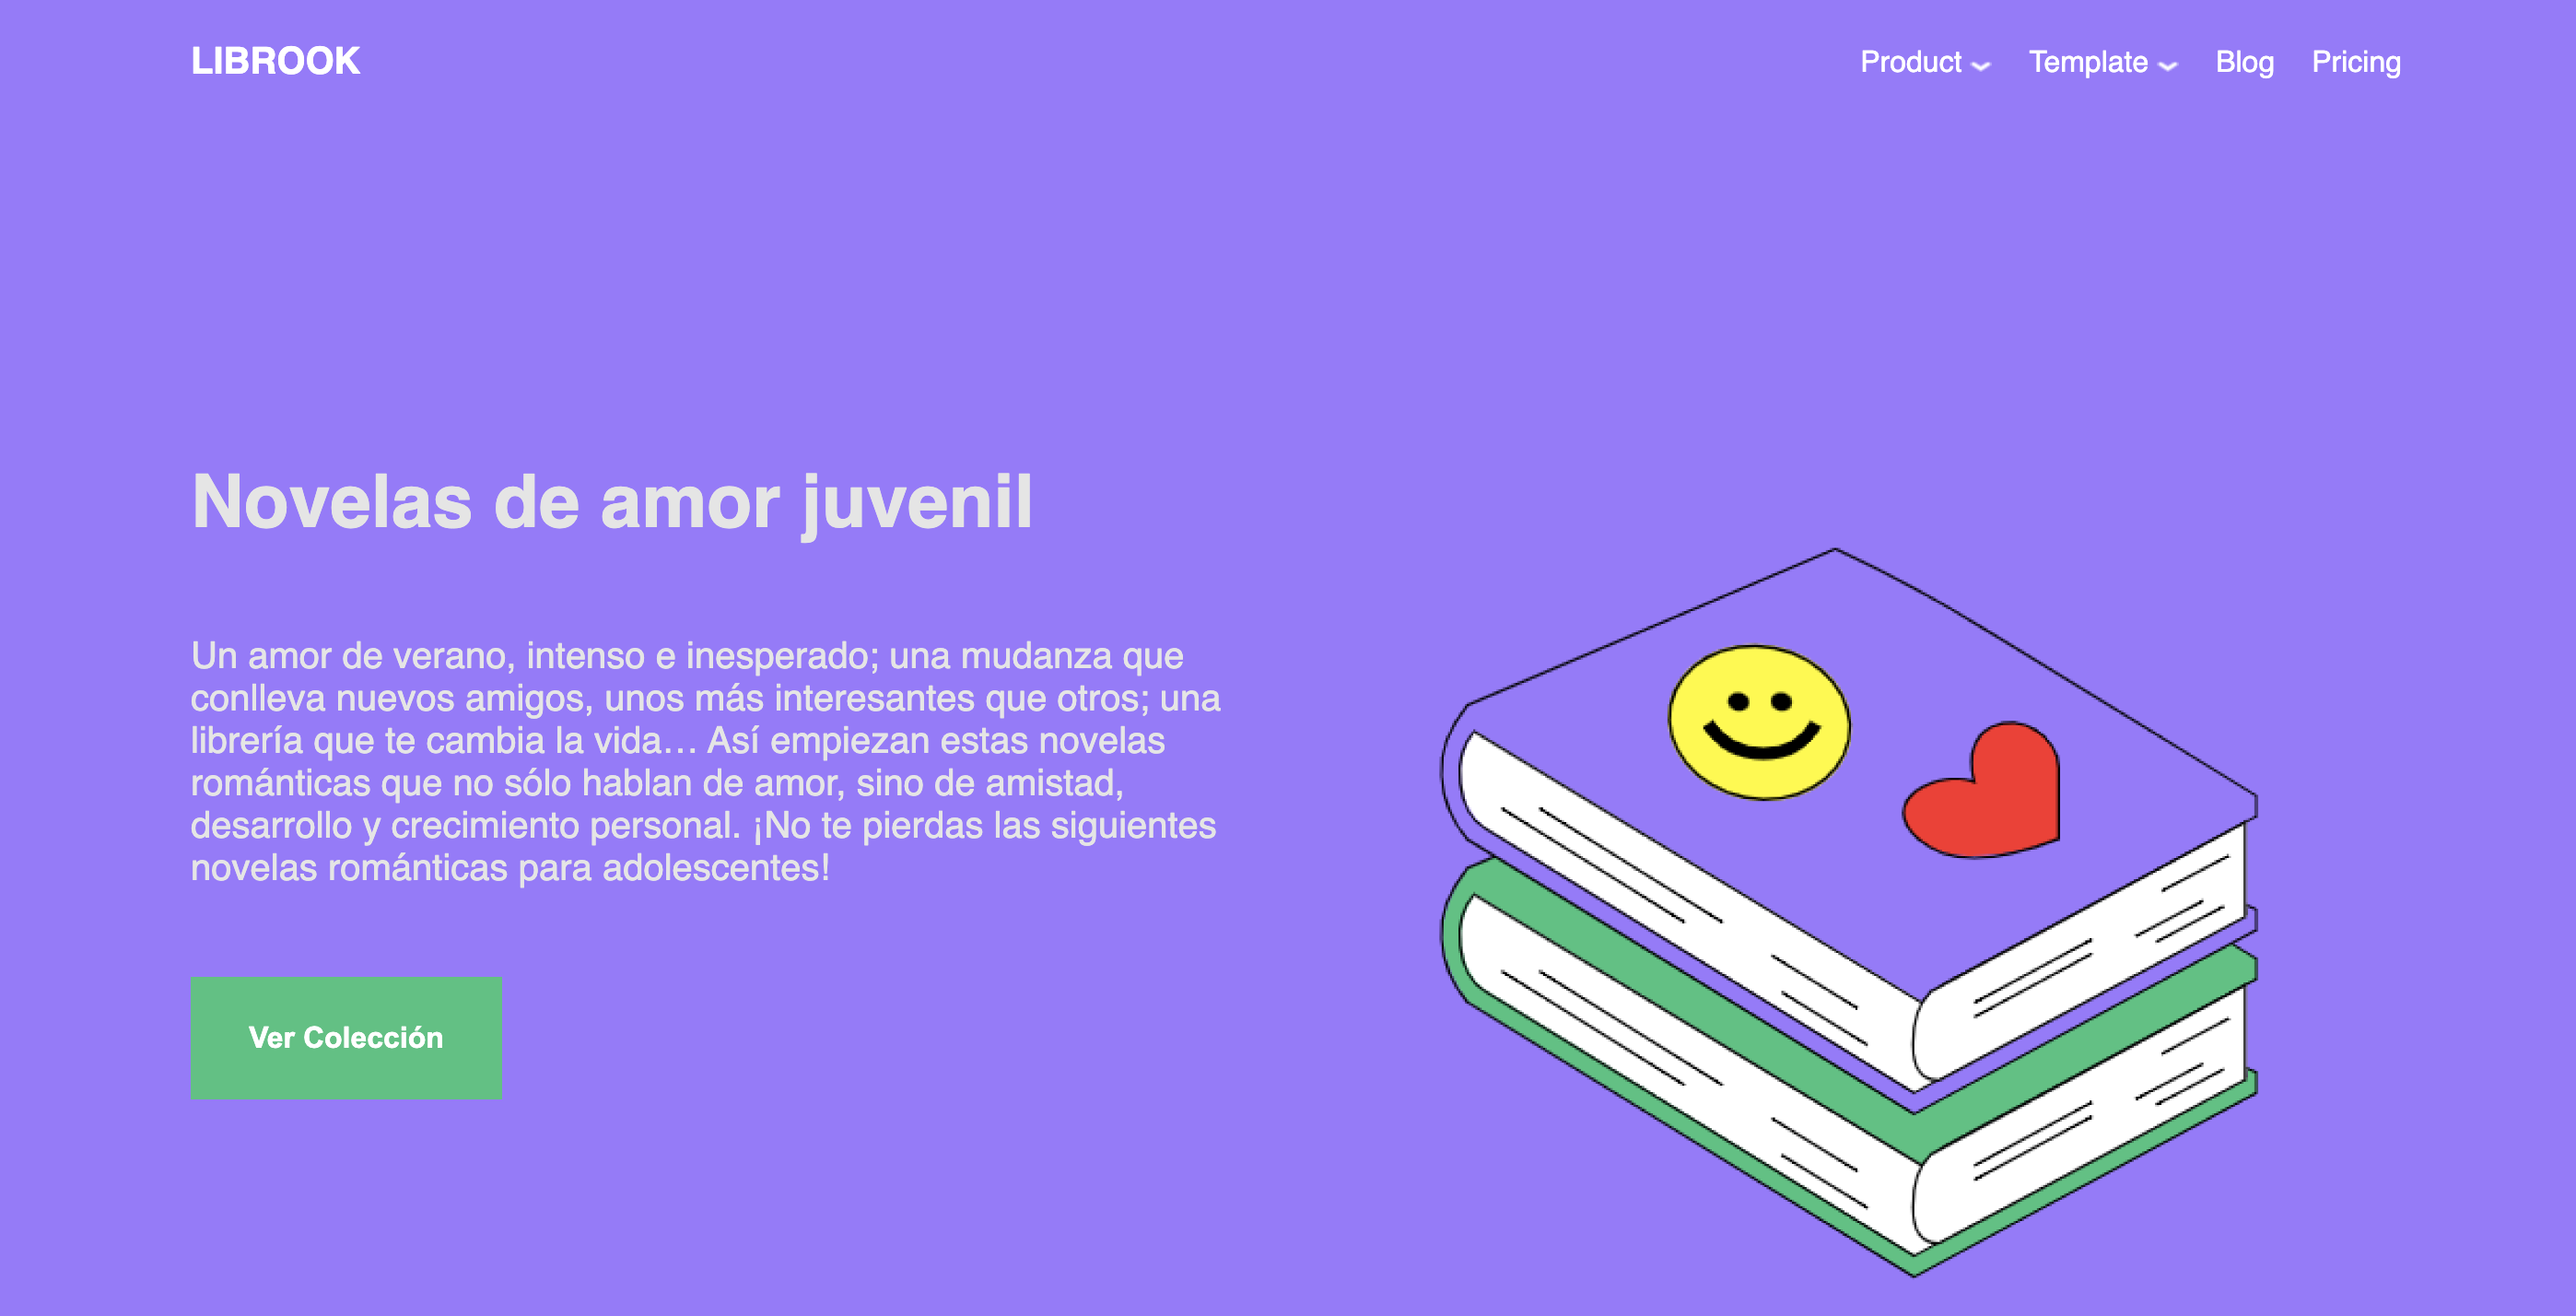 LIBROOK
Product
Template
Blog
Pricing
Novelas de amor juvenil
Un amor de verano, intenso e inesperado; una mudanza que
conlleva nuevos amigos, unos más interesantes que otros; una
librería que te cambia la vida… Así empiezan estas novelas
románticas que no sólo hablan de amor, sino de amistad,
desarrollo y crecimiento personal. ¡No te pierdas las siguientes
novelas románticas para adolescentes!
Ver Colección